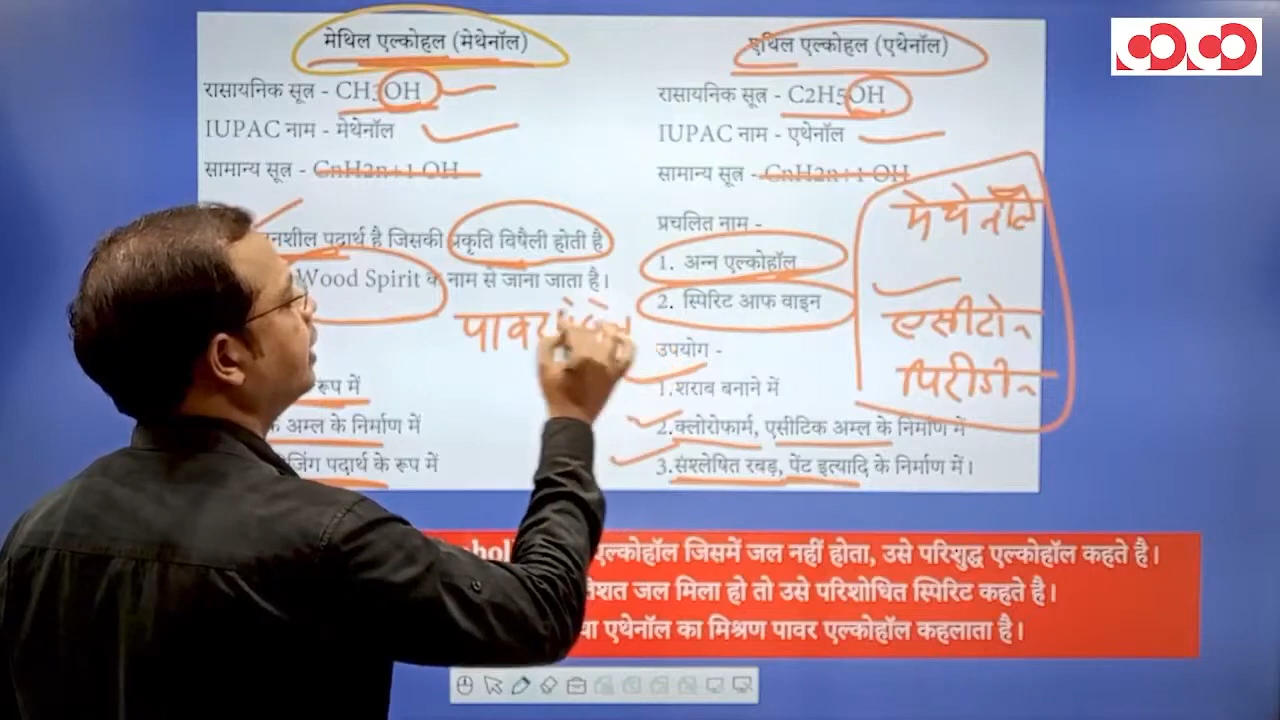 मेथिल एल्कोहल (मेथेनॉल)
रासायनिक सूत्र - CH3OH
IUPAC नाम - मेथेनॉल
सामान्य सूत्र - CnH2n+1 OH
पदार्थ है जिसकी प्रकृति विषैली होती है
Wood Spirit के नाम से जाना जाता है।
पावर
रूप में
अम्ल के निर्माण में
पदार्थ के रूप में
एथिल एल्कोहल (एथेनॉल)
रासायनिक सूत्र - C2H5OH
IUPAC नाम - एथेनॉल
सामान्य सूत्र - CnH2n+1 OH
प्रचलित नाम -
1. अन्न एल्कोहॉल
2. स्पिरिट आफ वाइन
उपयोग -
1.शराब बनाने में
2.क्लोरोफार्म, एसीटिक अम्ल के निर्माण में
3.संश्लेषित रबड़, पेंट इत्यादि के निर्माण में।
मेथेनॉल
एसीटोन
पिरीडीन
एल्कोहॉल जिसमें जल नहीं होता, उसे परिशुद्ध एल्कोहॉल कहते है।
जल मिला हो तो उसे परिशोधित स्पिरिट कहते है।
एथेनॉल का मिश्रण पावर एल्कोहॉल कहलाता है।